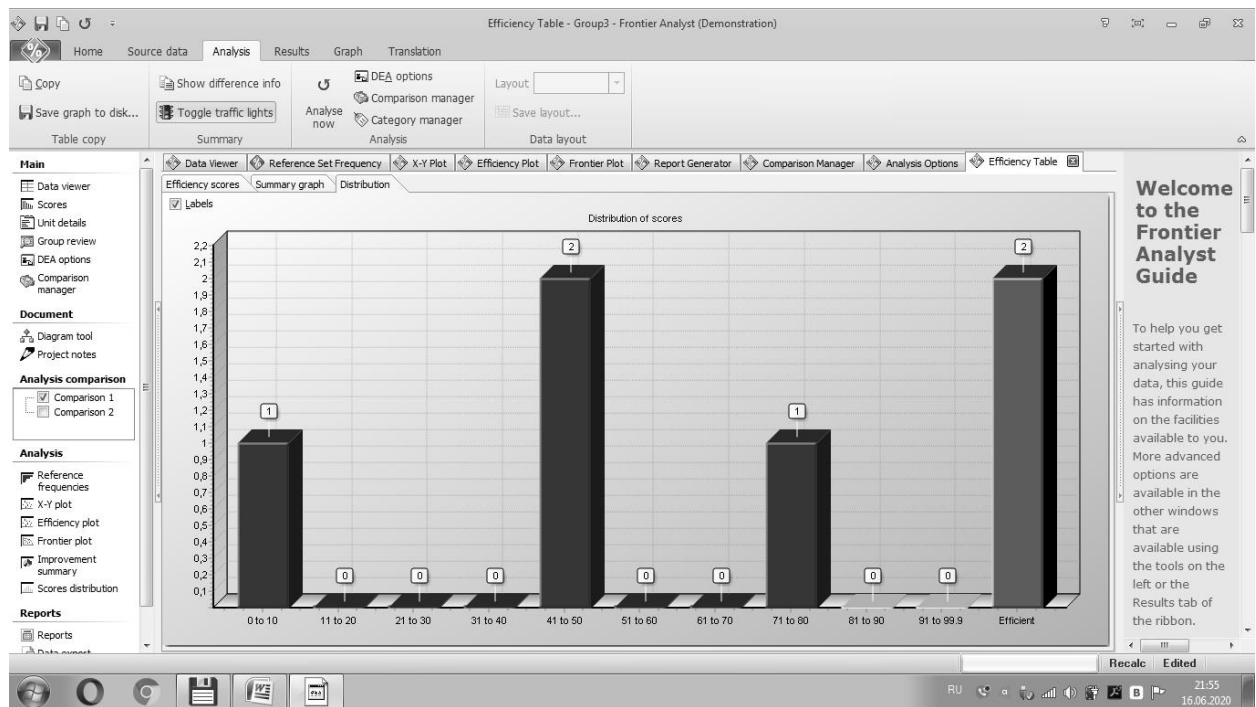 Efficiency Table - Group3 - Frontier Analyst (Demonstration)
Home Source data Analysis Results Graph Translation
Copy
Save graph to disk...
Table copy
Show difference info
Toggle traffic lights
Summary
Analyse now
DEA options
Comparison manager
Category manager
Analysis
Layout
Save layout...
Data layout
Main
Data viewer
Scores
Unit details
Group review
DEA options
Comparison
manager
Document
Diagram tool
Project notes
Analysis comparison
Comparison 1
Comparison 2
Analysis
Reference
frequencies
X-Y plot
Efficiency plot
Frontier plot
Improvement
summary
Scores distribution
Reports
Reports
Data export
Data Viewer Reference Set Frequency X-Y Plot Efficiency Plot Frontier Plot Report Generator Comparison Manager Analysis Options Efficiency Table
Efficiency scores Summary graph Distribution
Labels
Distribution of scores
2,2
2,1
2
1,9
1,8
1,7
1,6
1,5
1,4
1,3
1,2
1,1
1
0,9
0,8
0,7
0,6
0,5
0,4
0,3
0,2
0,1
1 0 0 0 2 0 0 1 0 0 2
0 to 10 11 to 20 21 to 30 31 to 40 41 to 50 51 to 60 61 to 70 71 to 80 81 to 90 91 to 99.9 Efficient
Welcome
to the
Frontier
Analyst
Guide
To help you get
started with
analysing your
data, this guide
has information
on the facilities
available to you.
More advanced
options are
available in the
other windows
that are
available using
the tools on the
left or the
Results tab of
the ribbon.
Recalc Edited
RU
21:55
16.06.2020